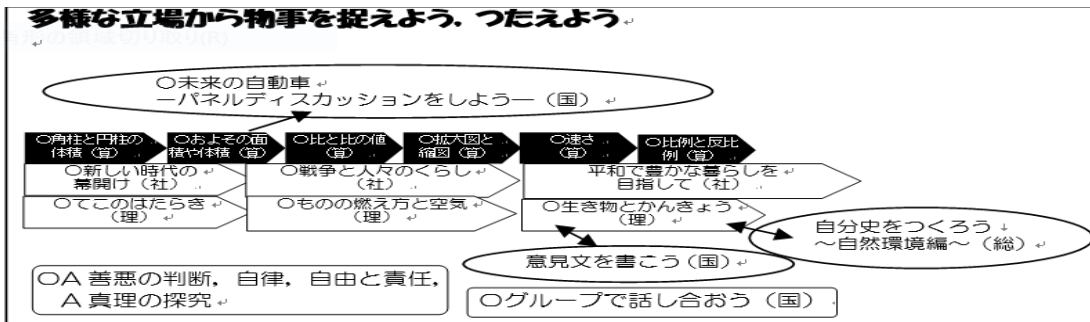 多様な立場から物事を捉えよう，つたえよう
○未来の自動車
―パネルディスカッションをしよう―（国）
○角柱と円柱の
体積（算）
○およその面
積や体積（算）
○比と比の値
（算）
○拡大図と
縮図（算）
○速さ
（算）
○比例と反比
例（算）
○新しい時代の
幕開け（社）
○戦争と人々のくらし
（社）
平和で豊かな暮らしを
目指して（社）
○てこのはたらき
（理）
○ものの燃え方と空気
（理）
○生き物とかんきょう
（理）
自分史をつくろう
～自然環境編～（総）
意見文を書こう（国）
○A 善悪の判断，自律，自由と責任，
A 真理の探究
○グループで話し合おう（国）